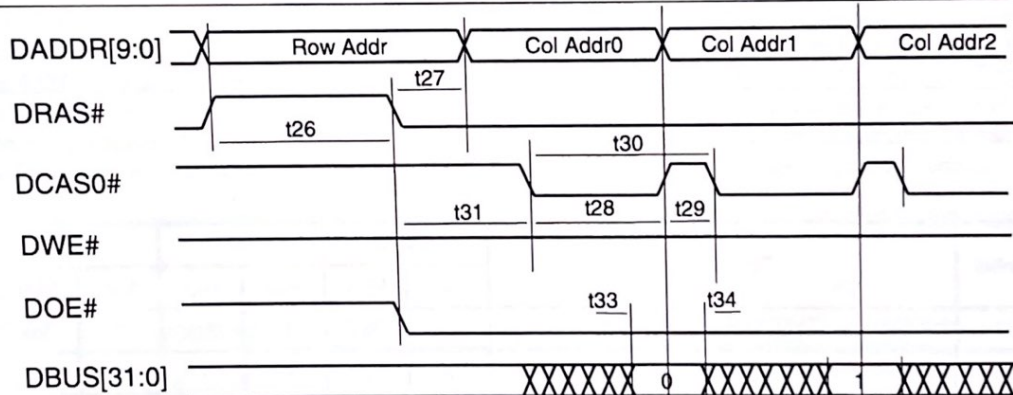 DADDR[9:0] Row Addr Col Addr0 Col Addr1 Col Addr2
t27
DRAS#
t26 t30
DCAS0#
t31 t28 t29
DWE#
DOE# t33 t34
DBUS[31:0] 0 1